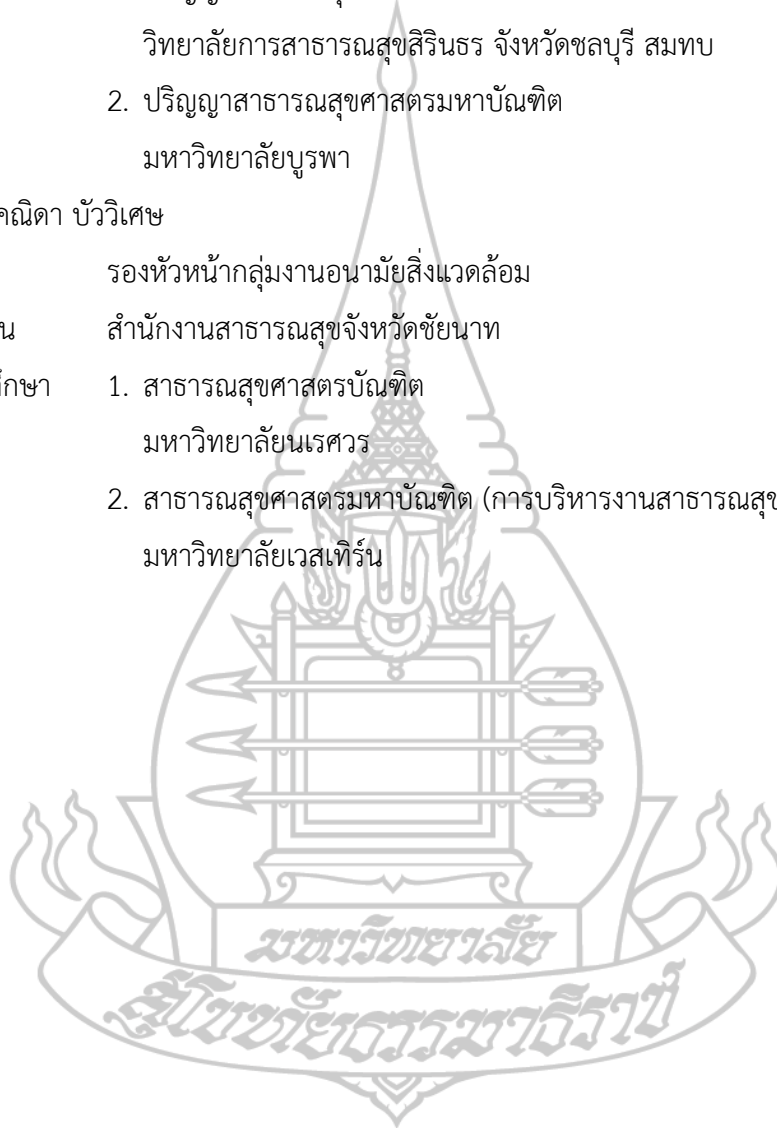 วิทยาลัยการสาธารณสุขสิรินธร จังหวัดชลบุรี สมทบ
2. ปริญญาสาธารณสุขศาสตรมหาบัณฑิต
มหาวิทยาลัยบูรพา
คณิดา บัววิเศษ
รองหัวหน้ากลุ่มงานอนามัยสิ่งแวดล้อม
น สำนักงานสาธารณสุขจังหวัดชัยนาท
ศึกษา 1. สาธารณสุขศาสตรบัณฑิต
มหาวิทยาลัยนเรศวร
2. สาธารณสุขศาสตรมหาบัณฑิต (การบริหารงานสาธารณสุข
มหาวิทยาลัยเวสเทิร์น
มหาวิทยาลัย
สุโขทัยธรรมาธิราช